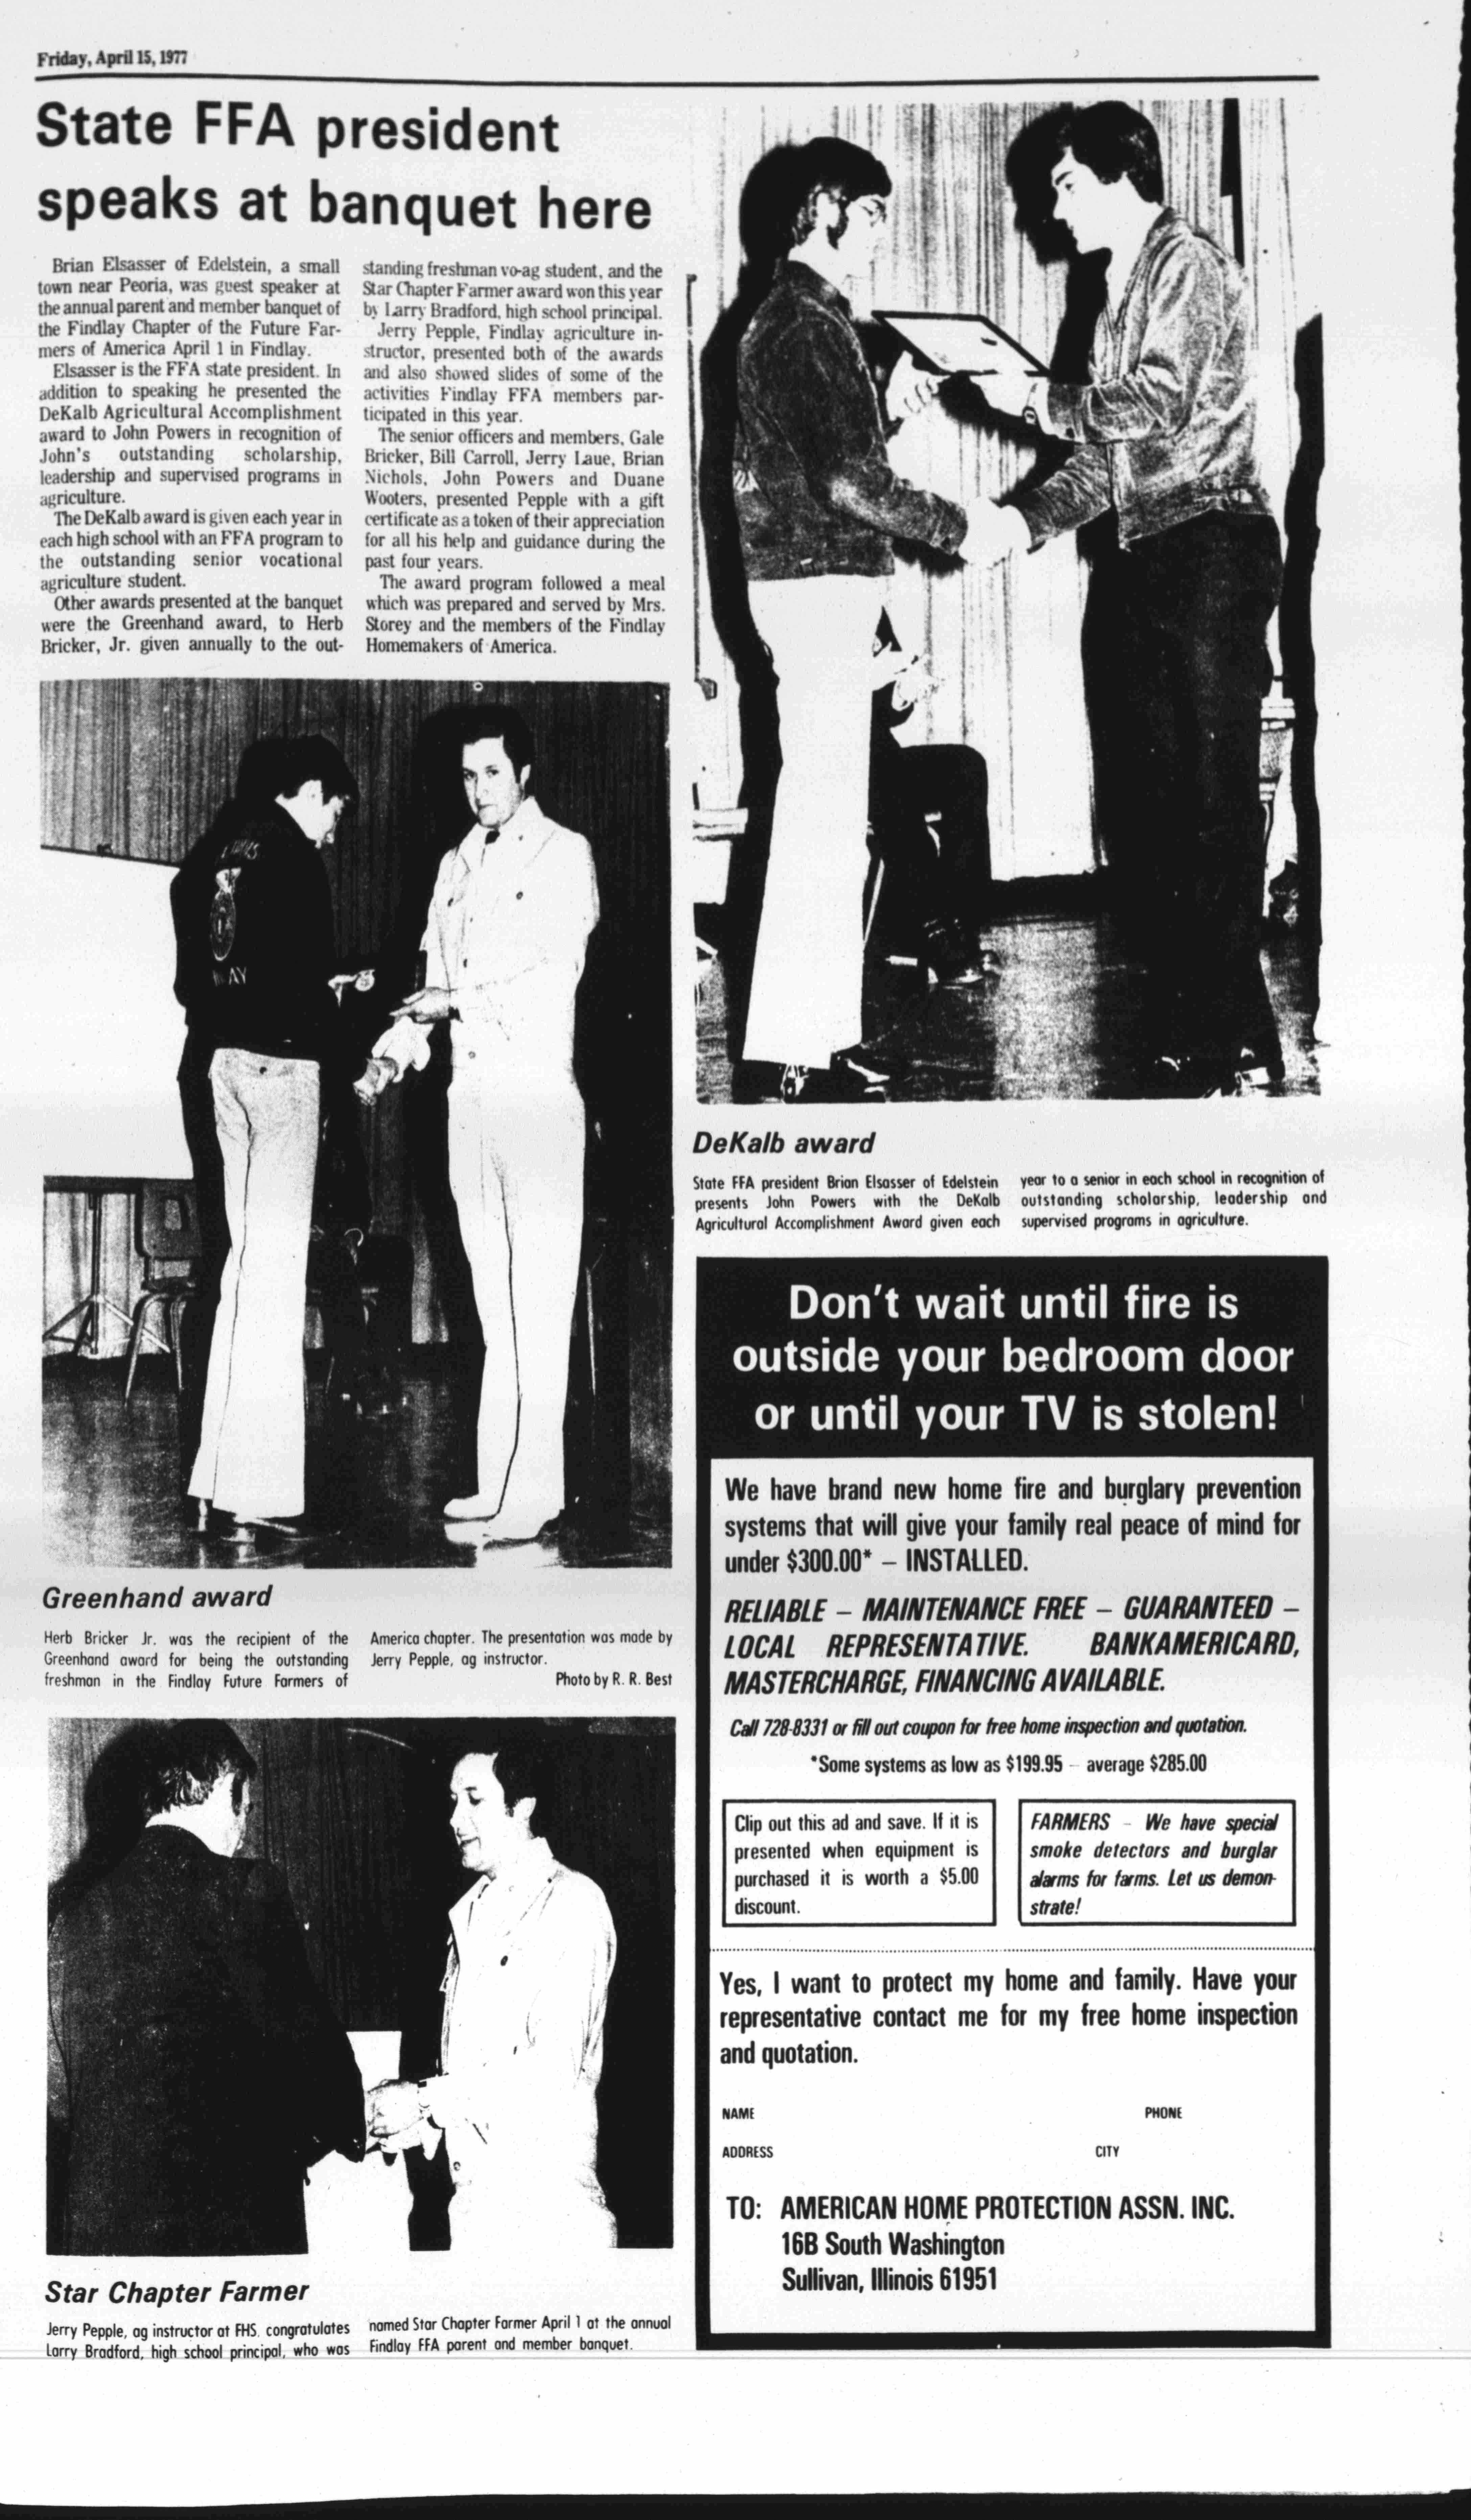 Friday, April 15, 1977
State FFA president
speaks at banquet here
Brian Elsasser of Edelstein, a small
town near Peoria, was guest speaker at
the annual parent and member banquet of
the Findlay Chapter of the Future Far-
mers of America April 1 in Findlay.
Elsasser is the FFA state president. In
addition to speaking he presented the
DeKalb Agricultural Accomplishment
award to John Powers in recognition of
John's outstanding scholarship,
leadership and supervised programs in
agriculture.
The DeKalb award is given each year in
each high school with an FFA program to
the outstanding senior vocational
agriculture student.
Other awards presented at the banquet
were the Greenhand award, to Herb
Bricker, Jr. given annually to the out-
standing freshman vo-ag student, and the
Star Chapter Farmer award won this year
by Larry Bradford, high school principal.
Jerry Pepple, Findlay agriculture in-
structor, presented both of the awards
and also showed slides of some of the
activities Findlay FFA members par-
ticipated in this year.
The senior officers and members, Gale
Bricker, Bill Carroll, Jerry Laue, Brian
Nichols, John Powers and Duane
Wooters, presented Pepple with a gift
certificate as a token of their appreciation
for all his help and guidance during the
past four years.
The award program followed a meal
which was prepared and served by Mrs.
Storey and the members of the Findlay
Homemakers of America.
DeKalb award
State FFA president Brian Elsasser of Edelstein
presents John Powers with the DeKalb
Agricultural Accomplishment Award given each
year to a senior in each school in recognition of
outstanding scholarship, leadership and
supervised programs in agriculture.
Greenhand award
Herb Bricker Jr. was the recipient of the
Greenhand award for being the outstanding
freshman in the Findlay Future Farmers of
America chapter. The presentation was made by
Jerry Pepple, ag instructor.
Photo by R. R. Best
Star Chapter Farmer
Jerry Pepple, ag instructor at FHS. congratulates
Larry Bradford, high school principal, who was
named Star Chapter Farmer April 1 at the annual
Findlay FFA parent and member banquet.
Don't wait until fire is
outside your bedroom door
or until your TV is stolen!
We have brand new home fire and burglary prevention
systems that will give your family real peace of mind for
under $300.00* – INSTALLED.
RELIABLE – MAINTENANCE FREE – GUARANTEED –
LOCAL REPRESENTATIVE. BANKAMERICARD,
MASTERCHARGE, FINANCING AVAILABLE.
Call 728-8331 or fill out coupon for free home inspection and quotation.
*Some systems as low as $199.95 – average $285.00
Clip out this ad and save. If it is
presented when equipment is
purchased it is worth a $5.00
discount.
FARMERS – We have special
smoke detectors and burglar
alarms for farms. Let us demon-
strate!
Yes, I want to protect my home and family. Have your
representative contact me for my free home inspection
and quotation.
NAME PHONE
ADDRESS CITY
TO: AMERICAN HOME PROTECTION ASSN. INC.
16B South Washington
Sullivan, Illinois 61951